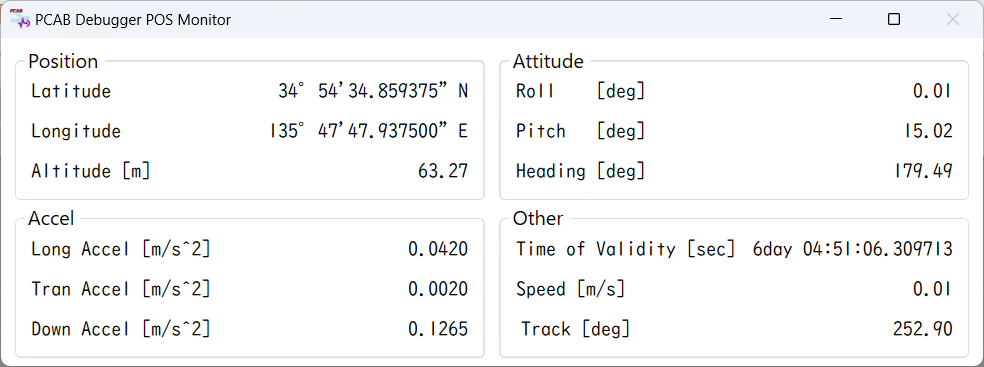 PCAB Debugger POS Monitor
Position
Latitude 34° 54'34.859375" N
Longitude 135° 47'47.937500" E
Altitude [m] 63.27
Attitude
Roll [deg] 0.01
Pitch [deg] 15.02
Heading [deg] 179.49
Accel
Long Accel [m/s^2] 0.0420
Tran Accel [m/s^2] 0.0020
Down Accel [m/s^2] 0.1265
Other
Time of Validity [sec] 6day 04:51:06.309713
Speed [m/s] 0.01
Track [deg] 252.90